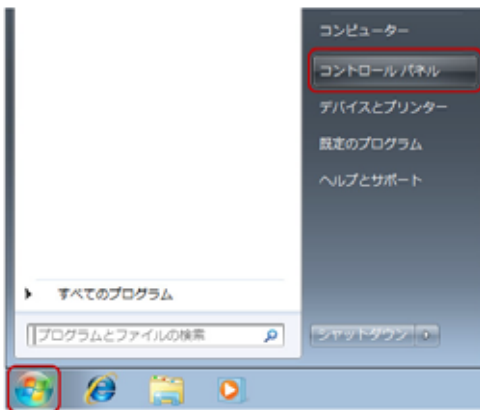 コンピューター
コントロール パネル
デバイスとプリンター
既定のプログラム
ヘルプとサポート
すべてのプログラム
プログラムとファイルの検索
シャットダウン